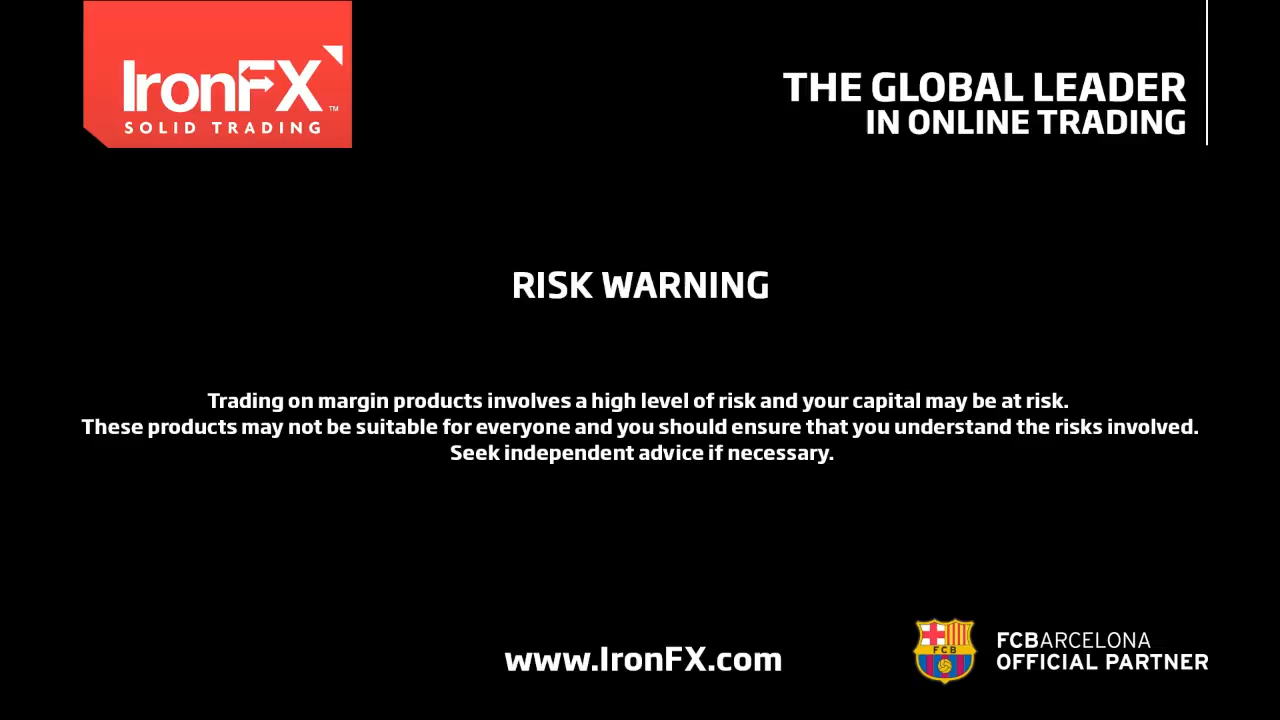 IronFX™
SOLID TRADING
THE GLOBAL LEADER
IN ONLINE TRADING
RISK WARNING
Trading on margin products involves a high level of risk and your capital may be at risk.
These products may not be suitable for everyone and you should ensure that you understand the risks involved.
Seek independent advice if necessary.
www.IronFX.com
FCB
FCBARCELONA
OFFICIAL PARTNER